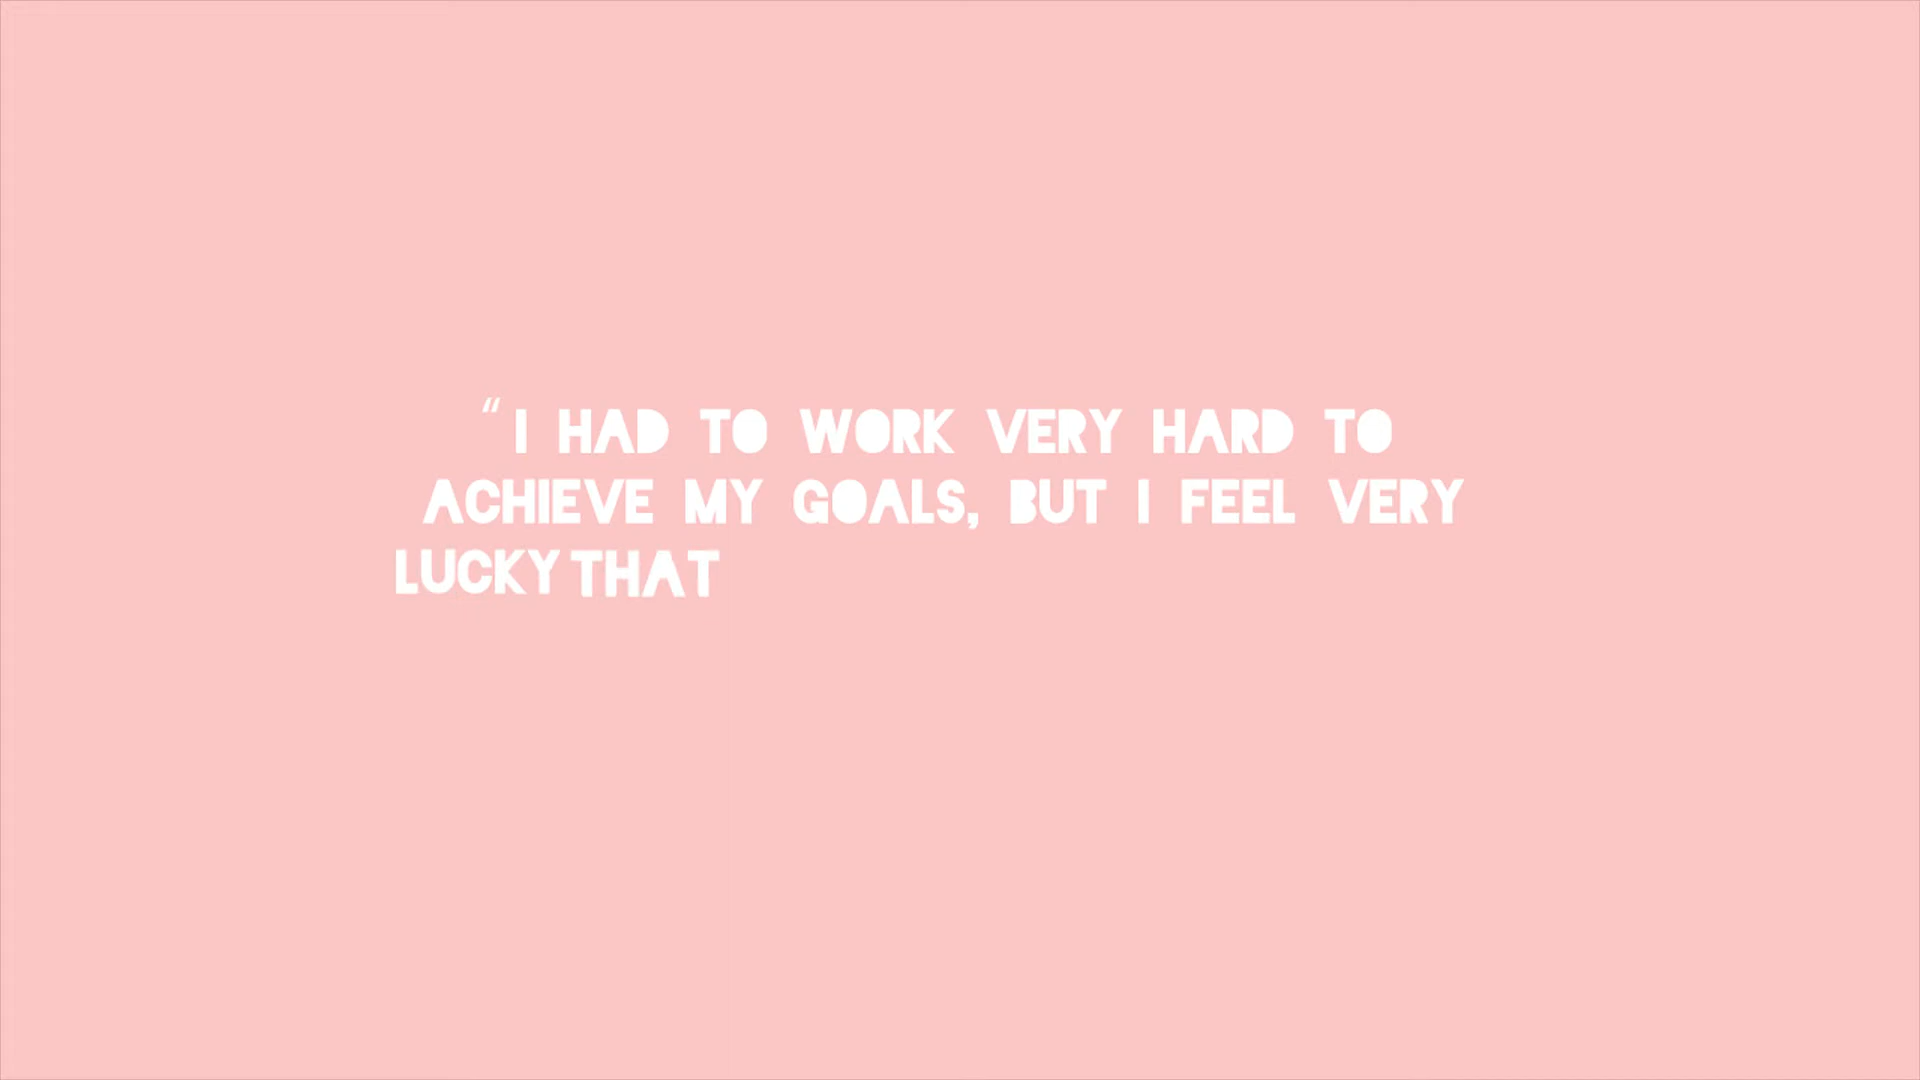 “I HAD TO WORK VERY HARD TO
ACHIEVE MY GOALS, BUT I FEEL VERY
LUCKY THAT